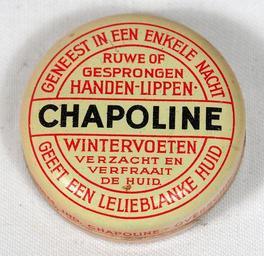 GENEEST IN EEN ENKELE NACHT
RUWE OF
GESPRONGEN
HANDEN-LIPPEN-
CHAPOLINE
WINTERVOETEN
VERZACHT EN
VERFRAAIT
DE HUID.
GEEFT EEN LELIEBLANKE HUID
CHAPOLINE